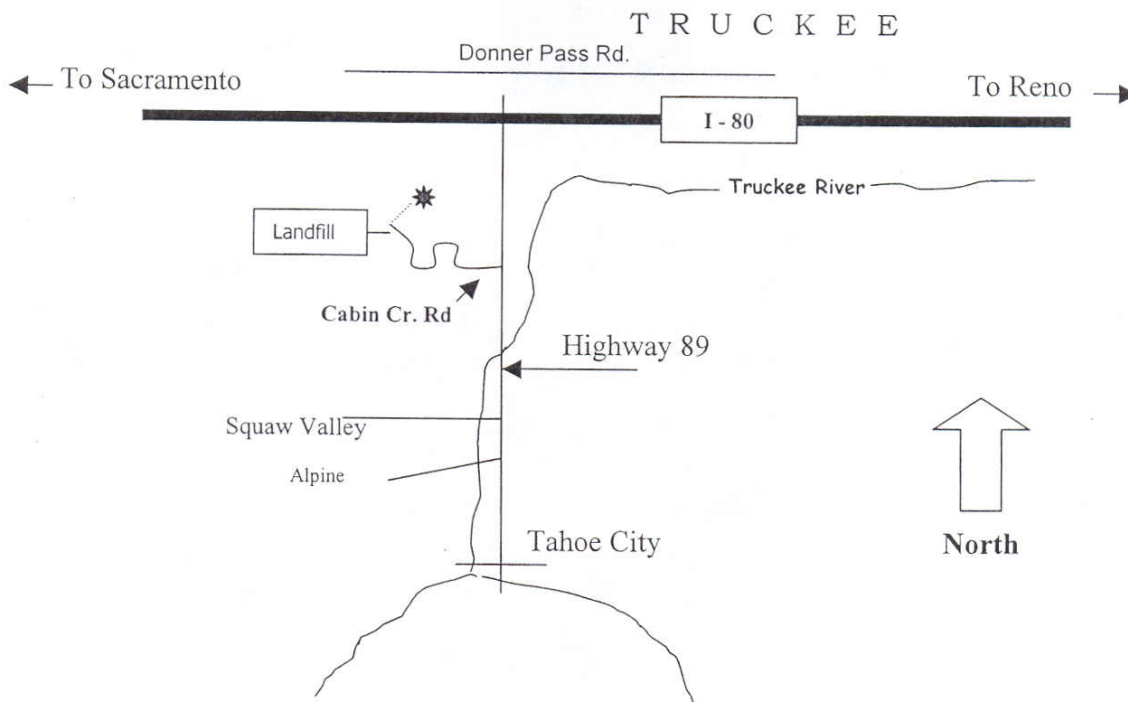 T R U C K E E
Donner Pass Rd.
To Sacramento
To Reno
I - 80
Truckee River
Landfill
Cabin Cr. Rd
Highway 89
Squaw Valley
Alpine
Tahoe City
North